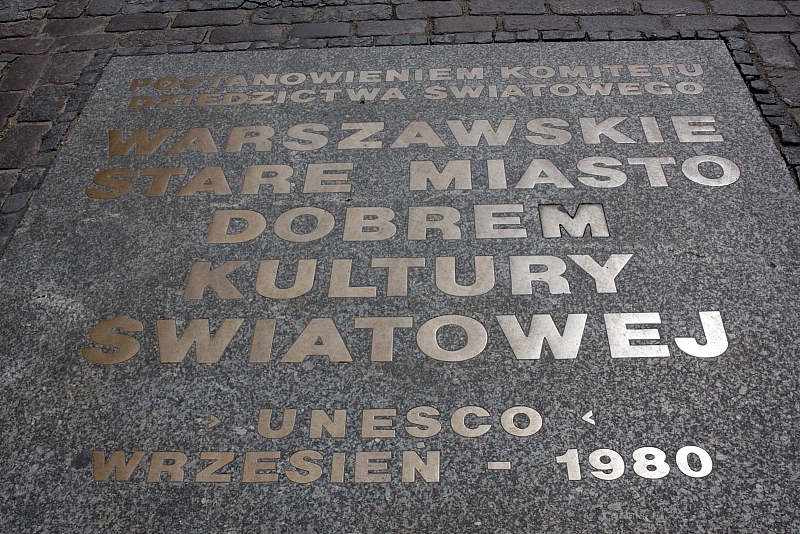 POSTANOWIENIEM KOMITETU
DZIEDZICTWA ŚWIATOWEGO
WARSZAWSKIE
STARE MIASTO
DOBREM
KULTURY
ŚWIATOWEJ
> UNESCO <
WRZESIEŃ - 1980